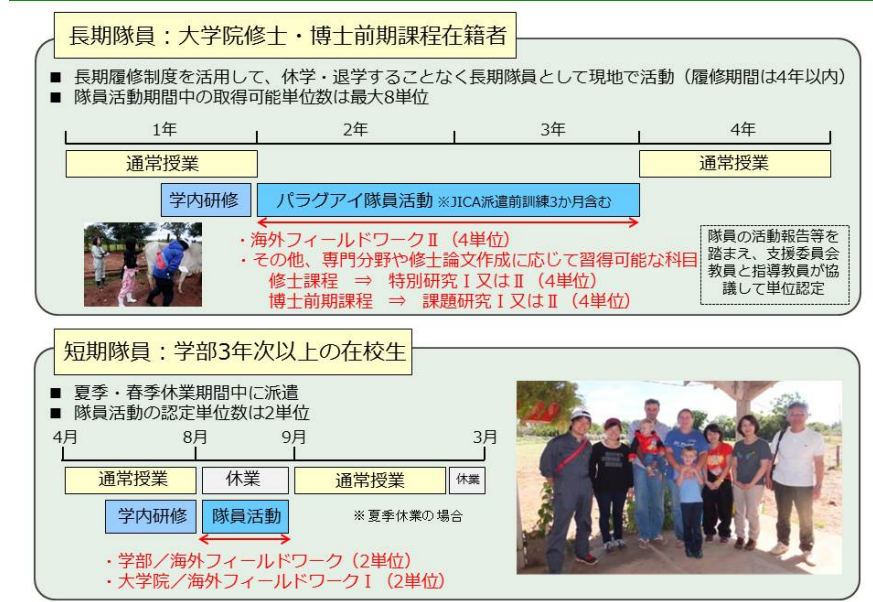 長期隊員：大学院修士・博士前期課程在籍者
■ 長期履修制度を活用して、休学・退学することなく長期隊員として現地で活動（履修期間は4年以内）
■ 隊員活動期間中の取得可能単位数は最大8単位
1年 2年 3年 4年
通常授業 通常授業
学内研修 パラグアイ隊員活動 ※JICA派遣前訓練3か月含む
・海外フィールドワークⅡ（4単位）
・その他、専門分野や修士論文作成に応じて習得可能な科目
修士課程 ⇒ 特別研究Ⅰ又はⅡ（4単位）
博士前期課程 ⇒ 課題研究Ⅰ又はⅡ（4単位）
隊員の活動報告等を
踏まえ、支援委員会
教員と指導教員が協
議して単位認定
短期隊員：学部3年次以上の在校生
■ 夏季・春季休業期間中に派遣
■ 隊員活動の認定単位数は2単位
4月 8月 9月 3月
通常授業 休業 通常授業 休業
学内研修 隊員活動 ※夏季休業の場合
・学部／海外フィールドワーク（2単位）
・大学院／海外フィールドワークⅠ（2単位）